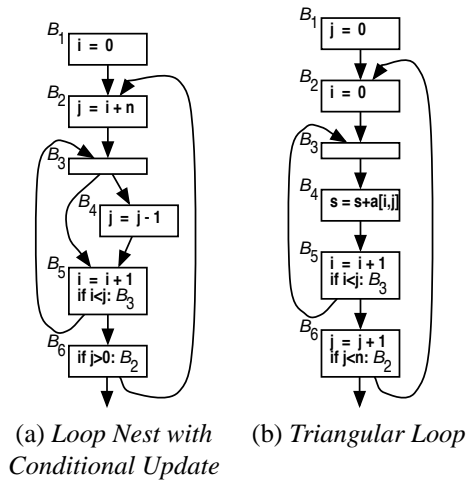 B1
i = 0
B2
j = i + n
B3
B4
j = j - 1
B5
i = i + 1
if i<j: B3
B6
if j>0: B2
(a) Loop Nest with
Conditional Update
B1
j = 0
B2
i = 0
B3
B4
s = s+a[i,j]
B5
i = i + 1
if i<j: B3
B6
j = j + 1
if j<n: B2
(b) Triangular Loop